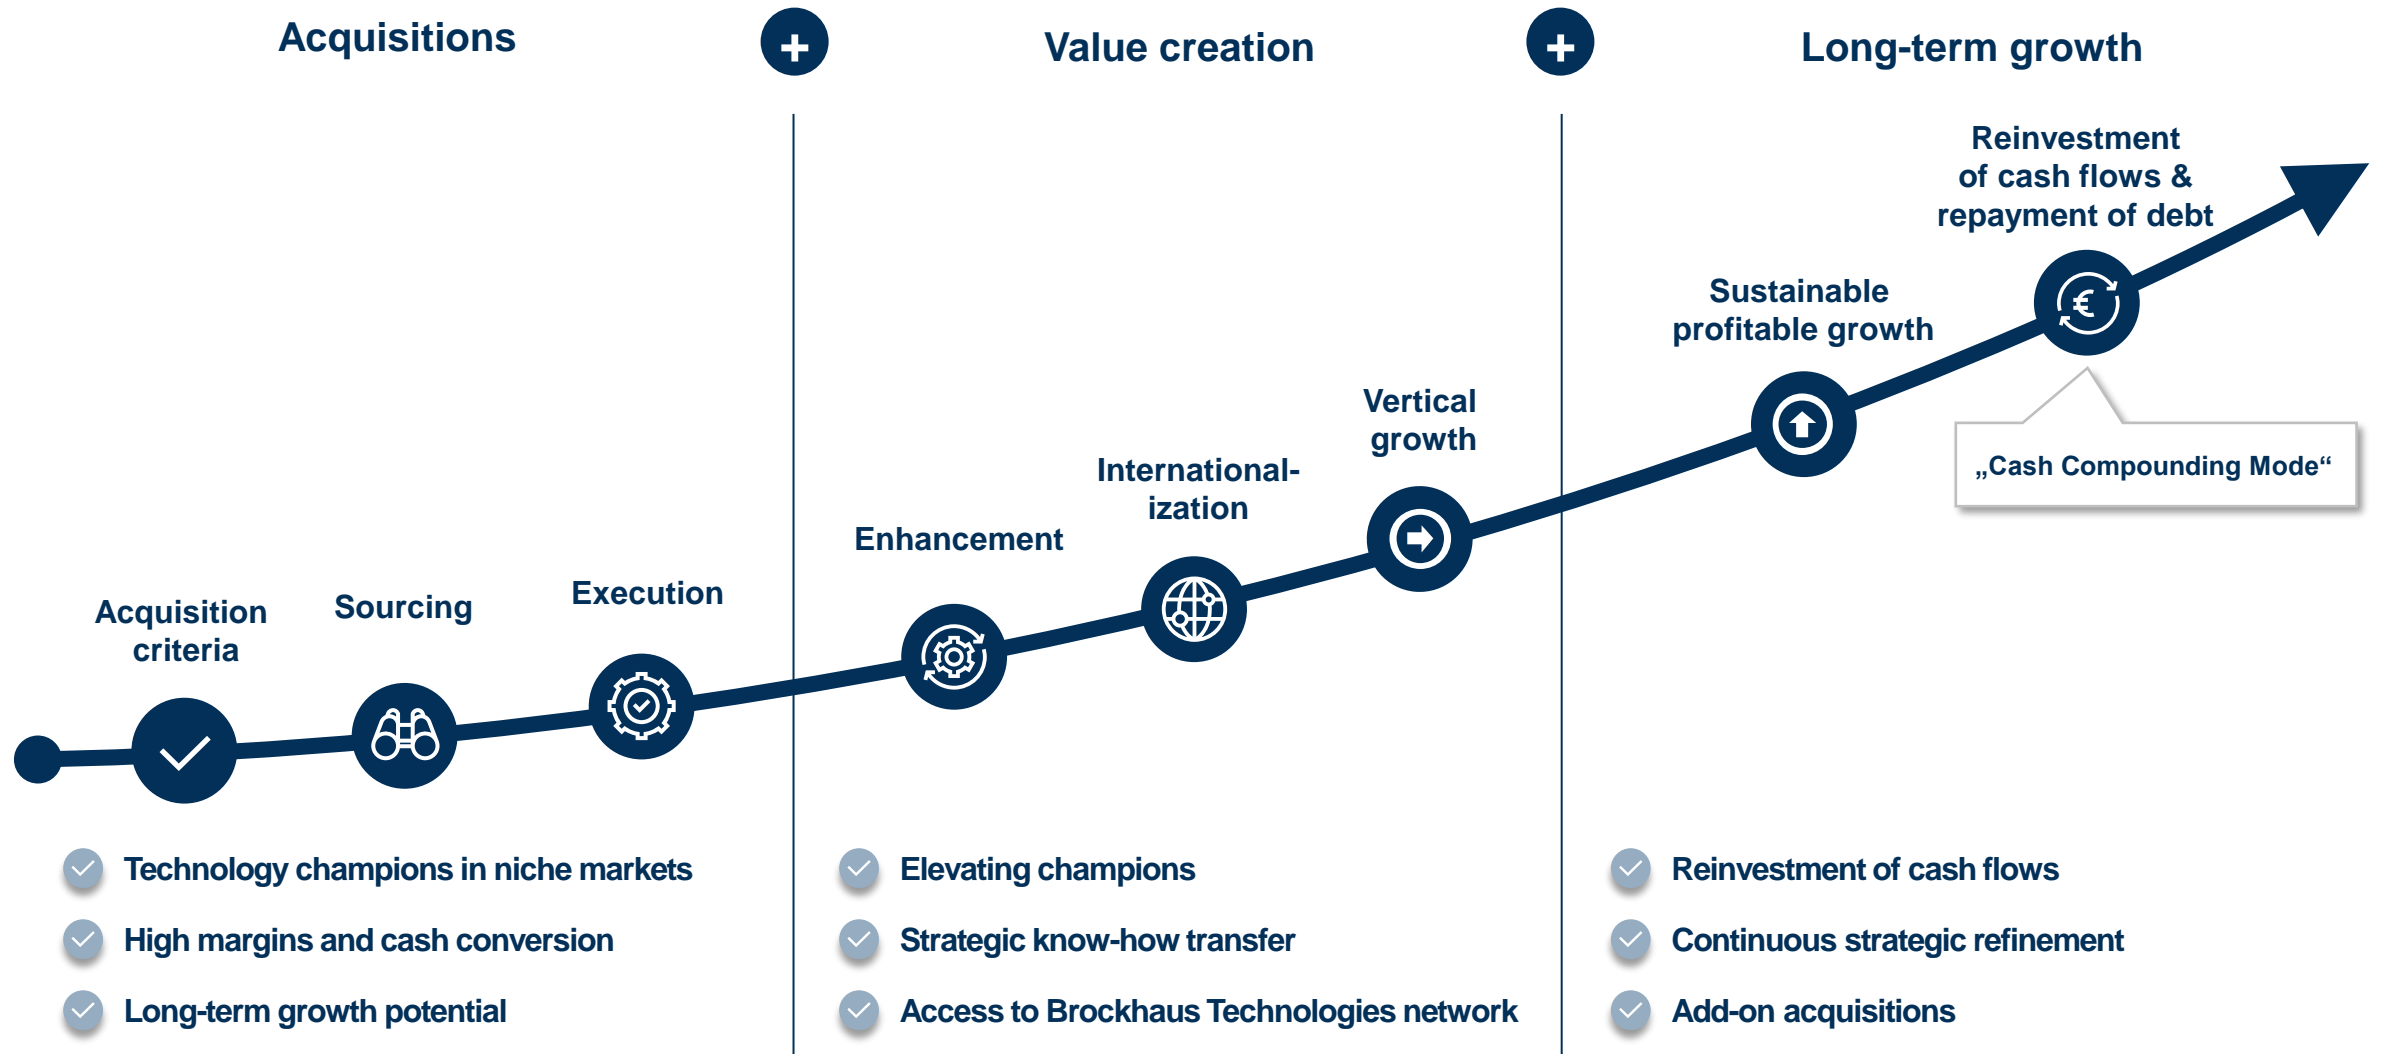 Acquisitions
+
Value creation
+
Long-term growth
Acquisition
criteria
Sourcing
Execution
Enhancement
International-
ization
Vertical
growth
Sustainable
profitable growth
Reinvestment
of cash flows &
repayment of debt
€
„Cash Compounding Mode“
Technology champions in niche markets
High margins and cash conversion
Long-term growth potential
Elevating champions
Strategic know-how transfer
Access to Brockhaus Technologies network
Reinvestment of cash flows
Continuous strategic refinement
Add-on acquisitions